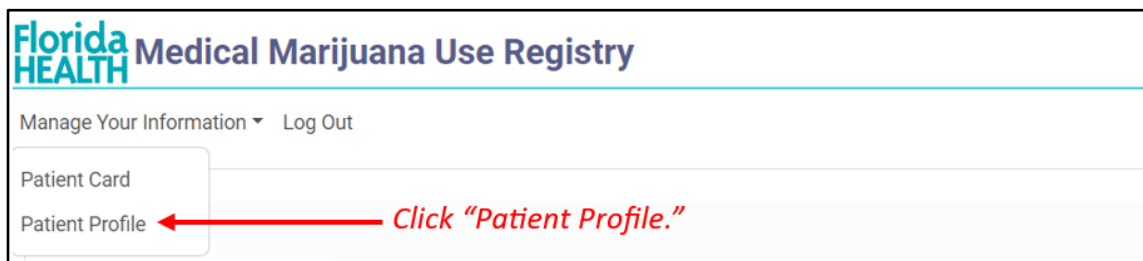 Florida
HEALTH
Medical Marijuana Use Registry
Manage Your Information Log Out
Patient Card
Patient Profile
Click “Patient Profile.”